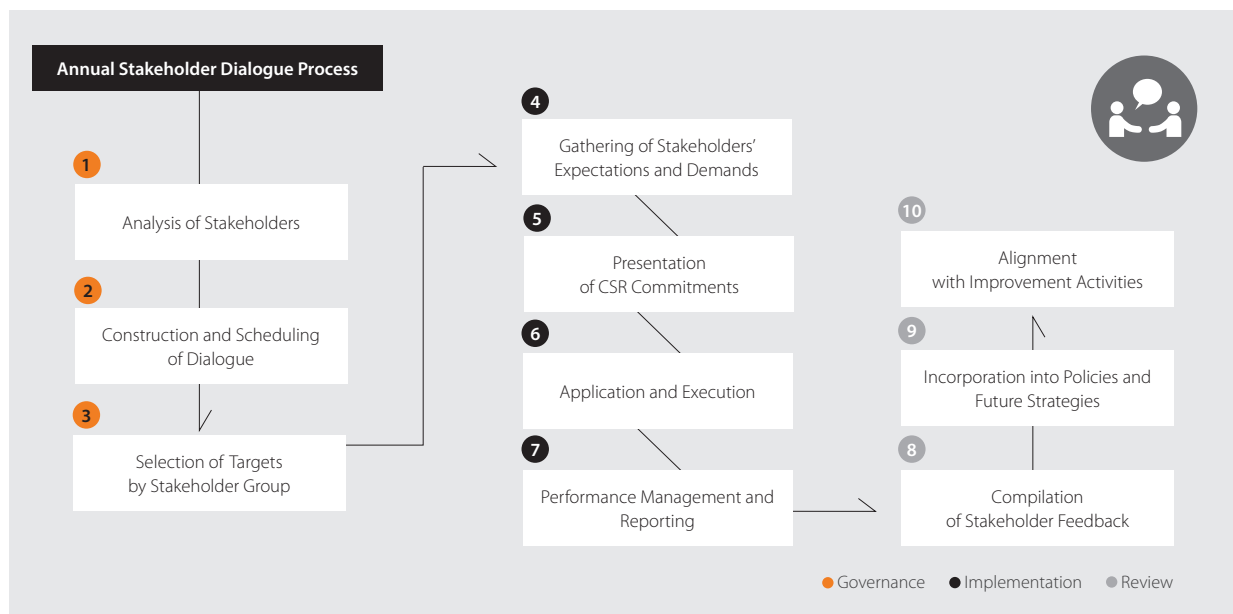 Annual Stakeholder Dialogue Process
1
Analysis of Stakeholders
2
Construction and Scheduling
of Dialogue
3
Selection of Targets
by Stakeholder Group
4
Gathering of Stakeholders’
Expectations and Demands
5
Presentation
of CSR Commitments
6
Application and Execution
7
Performance Management and
Reporting
8
Compilation
of Stakeholder Feedback
9
Incorporation into Policies and
Future Strategies
10
Alignment
with Improvement Activities
Governance
Implementation
Review